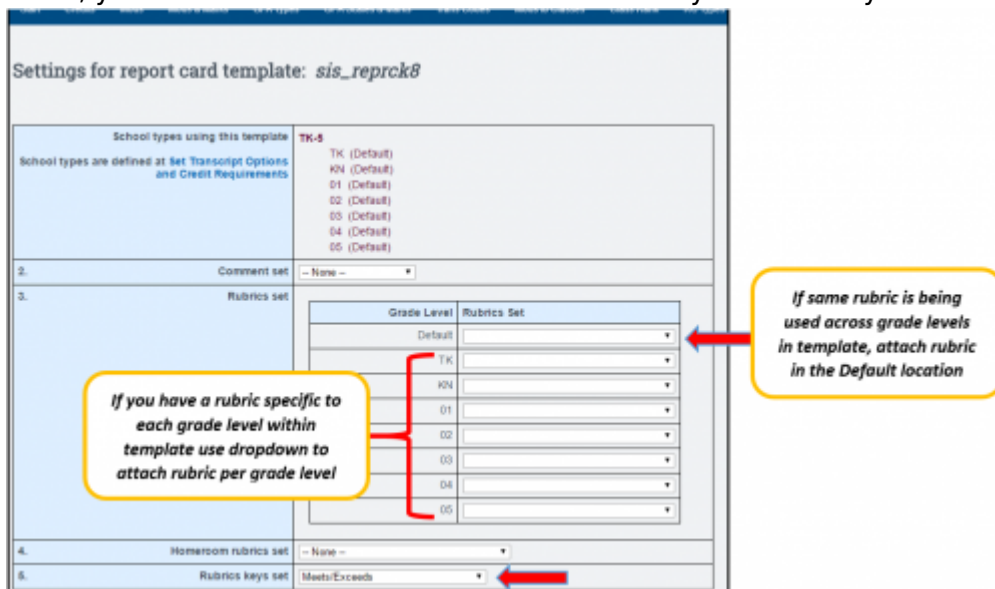 Settings for report card template: sis_reprck8
School types using this template
School types are defined at Set Transcript Options
and Credit Requirements
TK-5
TK (Default)
KN (Default)
01 (Default)
02 (Default)
03 (Default)
04 (Default)
05 (Default)
2. Comment set -- None --
3. Rubrics set
Grade Level Rubrics Set
Default
TK
KN
01
02
03
04
05
If same rubric is being
used across grade levels
in template, attach rubric
in the Default location
If you have a rubric specific to
each grade level within
template use dropdown to
attach rubric per grade level
4. Homeroom rubrics set -- None --
5. Rubrics keys set Meets/Exceeds